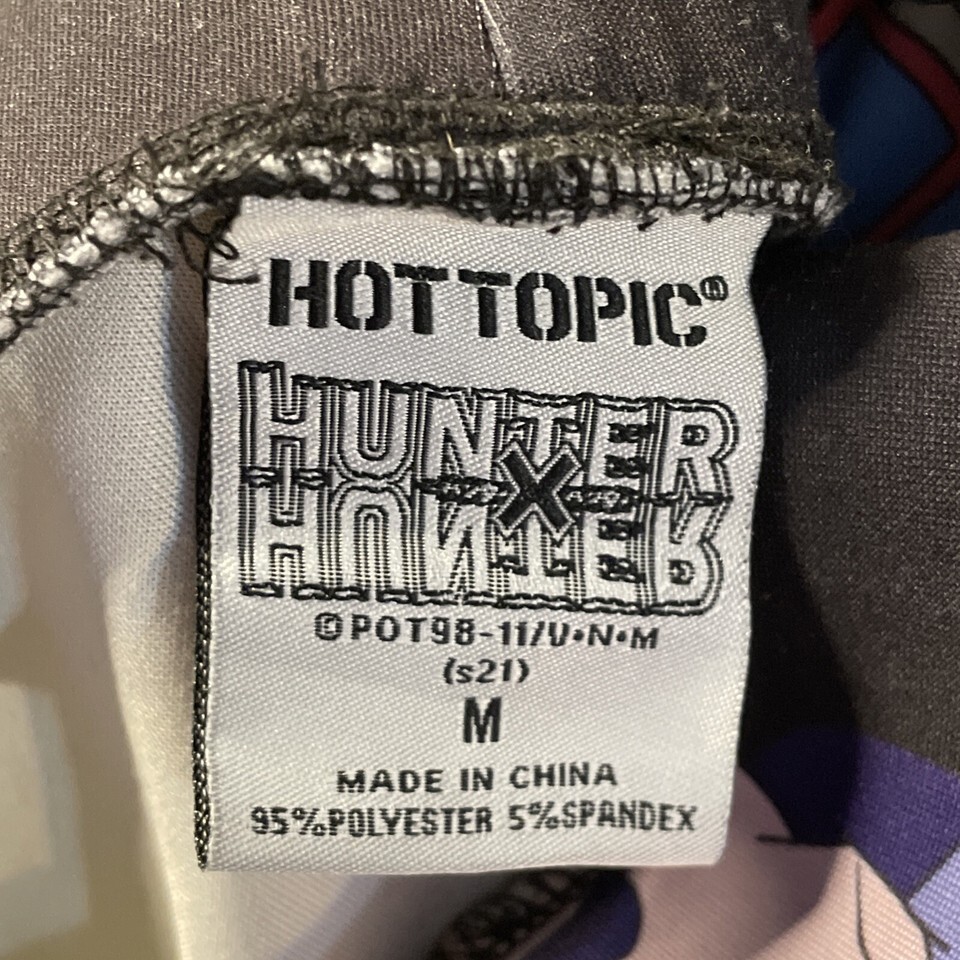 HOT TOPIC®
HUNTER
X
HUNTER
©POT98-11/V•N•M
(s21)
M
MADE IN CHINA
95%POLYESTER 5%SPANDEX